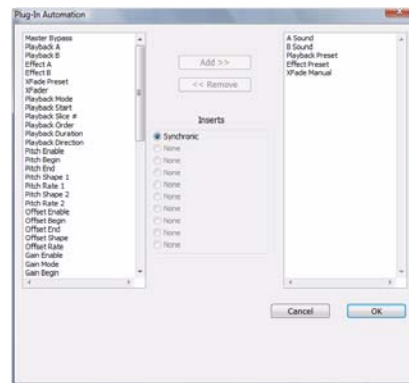 Plug-In Automation
Master Bypass
Playback A
Playback B
Effect A
Effect B
XFade Preset
XFader
Playback Mode
Playback Start
Playback Slice #
Playback Order
Playback Duration
Playback Direction
Pitch Enable
Pitch Begin
Pitch End
Pitch Shape 1
Pitch Rate 1
Pitch Shape 2
Pitch Rate 2
Offset Enable
Offset Begin
Offset End
Offset Shape
Offset Rate
Gain Enable
Gain Mode
Gain Begin
Add >>
<< Remove
Inserts
Synchronic
None
None
None
None
None
None
None
None
None
A Sound
B Sound
Playback Preset
Effect Preset
XFade Manual
Cancel
OK